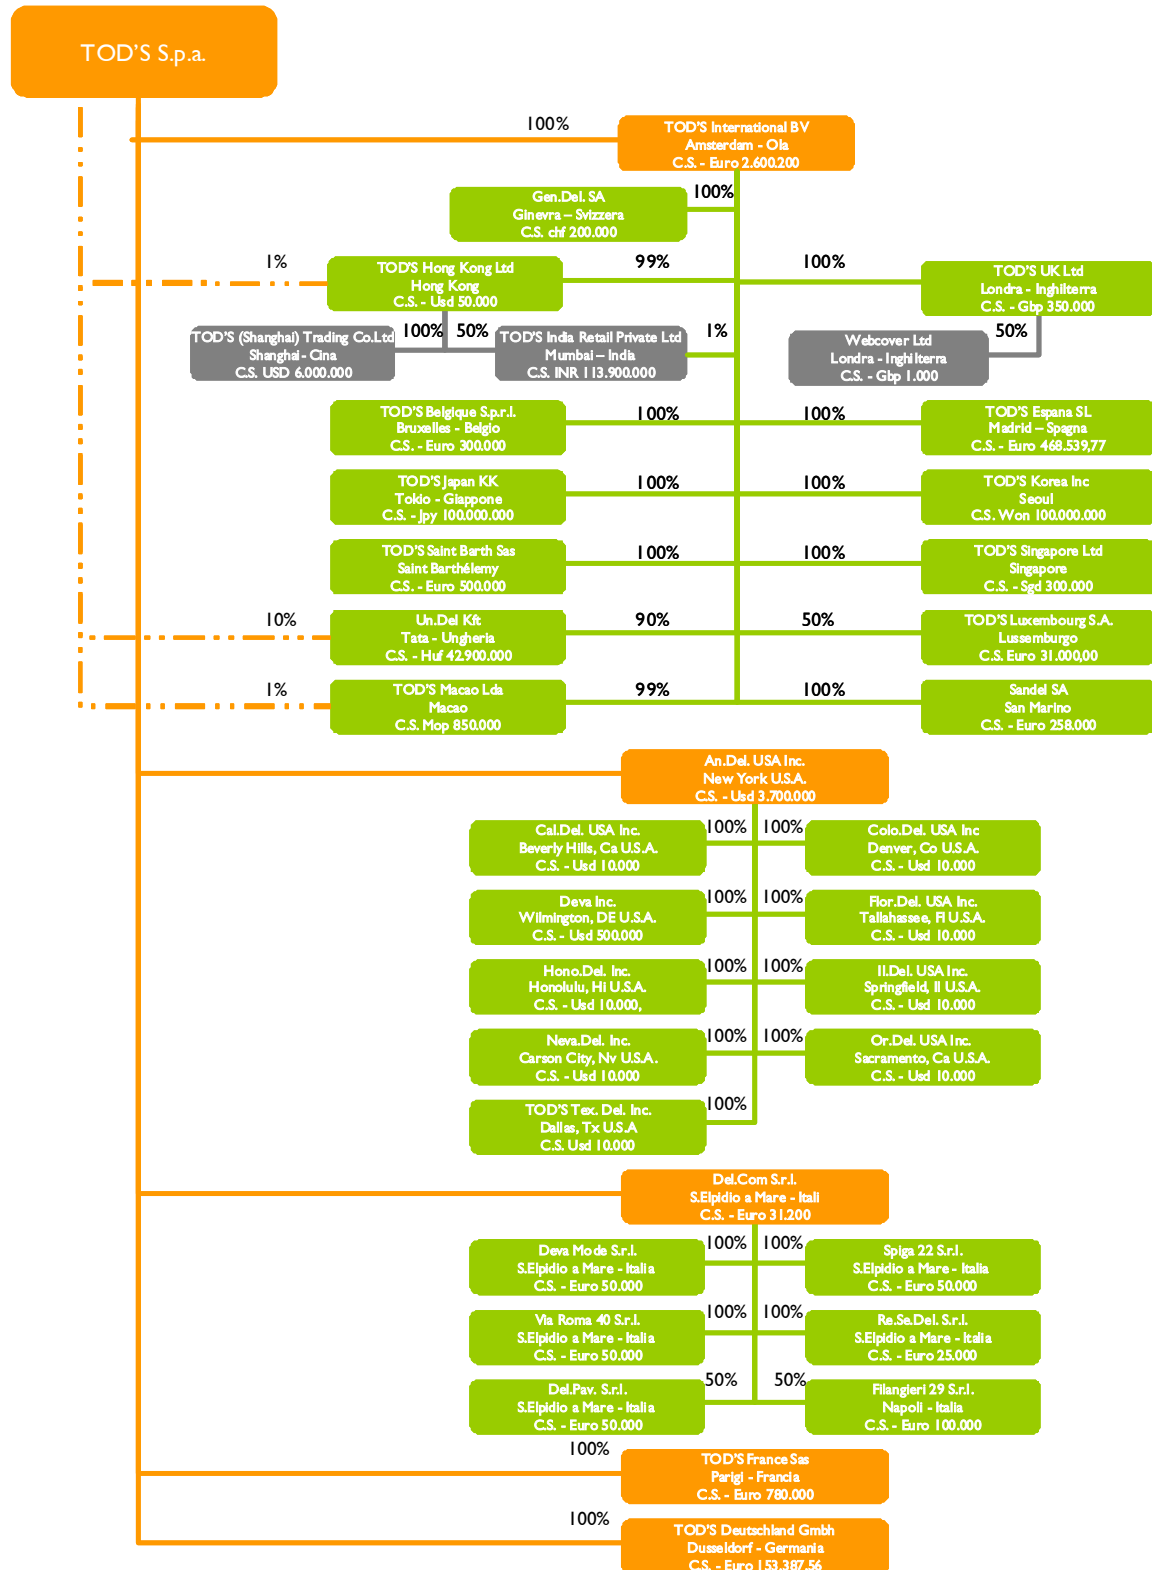 TOD'S S.p.a.
100%
TOD'S International BV
Amsterdam - Ola
C.S. - Euro 2.600.200
100%
Gen.Del. SA
Ginevra – Svizzera
C.S. chf 200.000
1%
TOD'S Hong Kong Ltd
Hong Kong
C.S. - Usd 50.000
99%
100%
TOD'S UK Ltd
Londra - Inghilterra
C.S. - Gbp 350.000
TOD'S (Shanghai) Trading Co.Ltd
Shanghai- Cina
C.S. USD 6.000.000
100%
50%
TOD'S India Retail Private Ltd
Mumbai – India
C.S. INR 113.900.000
1%
Webcover Ltd
Londra - Inghilterra
C.S. - Gbp 1.000
50%
TOD'S Belgique S.p.r.l.
Bruxelles - Belgio
C.S. - Euro 300.000
100%
100%
TOD'S Espana SL
Madrid – Spagna
C.S. - Euro 468.539,77
TOD'S Japan KK
Tokio - Giappone
C.S. - Jpy 100.000.000
100%
100%
TOD'S Korea Inc
Seoul
C.S. Won 100.000.000
TOD'S Saint Barth Sas
Saint Barthélemy
C.S. - Euro 500.000
100%
100%
TOD'S Singapore Ltd
Singapore
C.S. - Sgd 300.000
10%
Un.Del Kft
Tata - Ungheria
C.S. - Huf 42.900.000
90%
50%
TOD'S Luxembourg S.A.
Lussemburgo
C.S. Euro 31.000,00
1%
TOD'S Macao Lda
Macao
C.S. Mop 850.000
99%
100%
Sandel SA
San Marino
C.S. - Euro 258.000
An.Del. USA Inc.
New York U.S.A.
C.S. - Usd 3.700.000
Cal.Del. USA Inc.
Beverly Hills, Ca U.S.A.
C.S. - Usd 10.000
100%
100%
Colo.Del. USA Inc
Denver, Co U.S.A.
C.S. - Usd 10.000
Deva Inc.
Wilmington, DE U.S.A.
C.S. - Usd 500.000
100%
100%
Flor.Del. USA Inc.
Tallahassee, Fl U.S.A.
C.S. - Usd 10.000
Hono.Del. Inc.
Honolulu, Hi U.S.A.
C.S. - Usd 10.000,
100%
100%
Il.Del. USA Inc.
Springfield, Il U.S.A.
C.S. - Usd 10.000
Neva.Del. Inc.
Carson City, Nv U.S.A.
C.S. - Usd 10.000
100%
100%
Or.Del. USA Inc.
Sacramento, Ca U.S.A.
C.S. - Usd 10.000
TOD'S Tex. Del. Inc.
Dallas, Tx U.S.A
C.S. Usd 10.000
100%
Del.Com S.r.l.
S.Elpidio a Mare - Itali
C.S. - Euro 31.200
Deva Mode S.r.l.
S.Elpidio a Mare - Italia
C.S. - Euro 50.000
100%
100%
Spiga 22 S.r.l.
S.Elpidio a Mare - Italia
C.S. - Euro 50.000
Via Roma 40 S.r.l.
S.Elpidio a Mare - Italia
C.S. - Euro 50.000
100%
100%
Re.Se.Del. S.r.l.
S.Elpidio a Mare - Italia
C.S. - Euro 25.000
Del.Pav. S.r.l.
S.Elpidio a Mare - Italia
C.S. - Euro 50.000
50%
50%
Filangieri 29 S.r.l.
Napoli - Italia
C.S. - Euro 100.000
100%
TOD'S France Sas
Parigi - Francia
C.S. - Euro 780.000
100%
TOD'S Deutschland Gmbh
Dusseldorf - Germania
C.S. - Euro 153.387,56